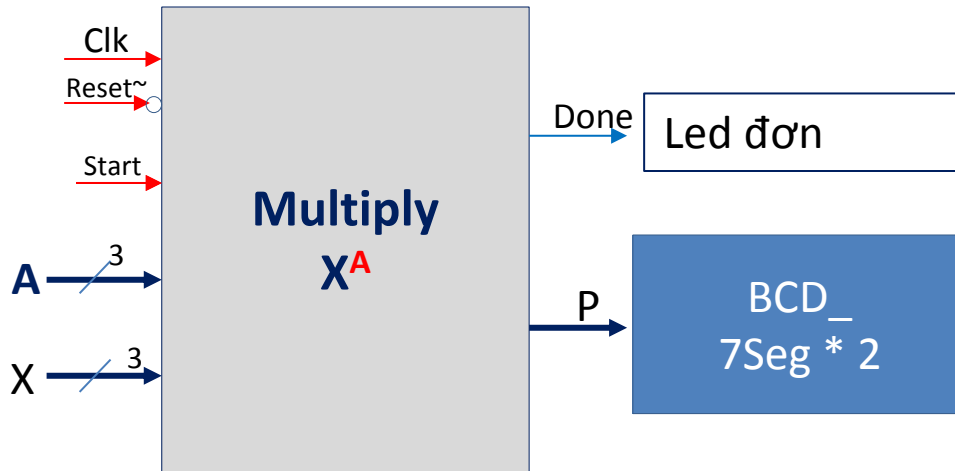 Clk
Reset~
Start
A
3
X
3
Multiply
X^A
Done
P
Led đơn
BCD_
7Seg * 2